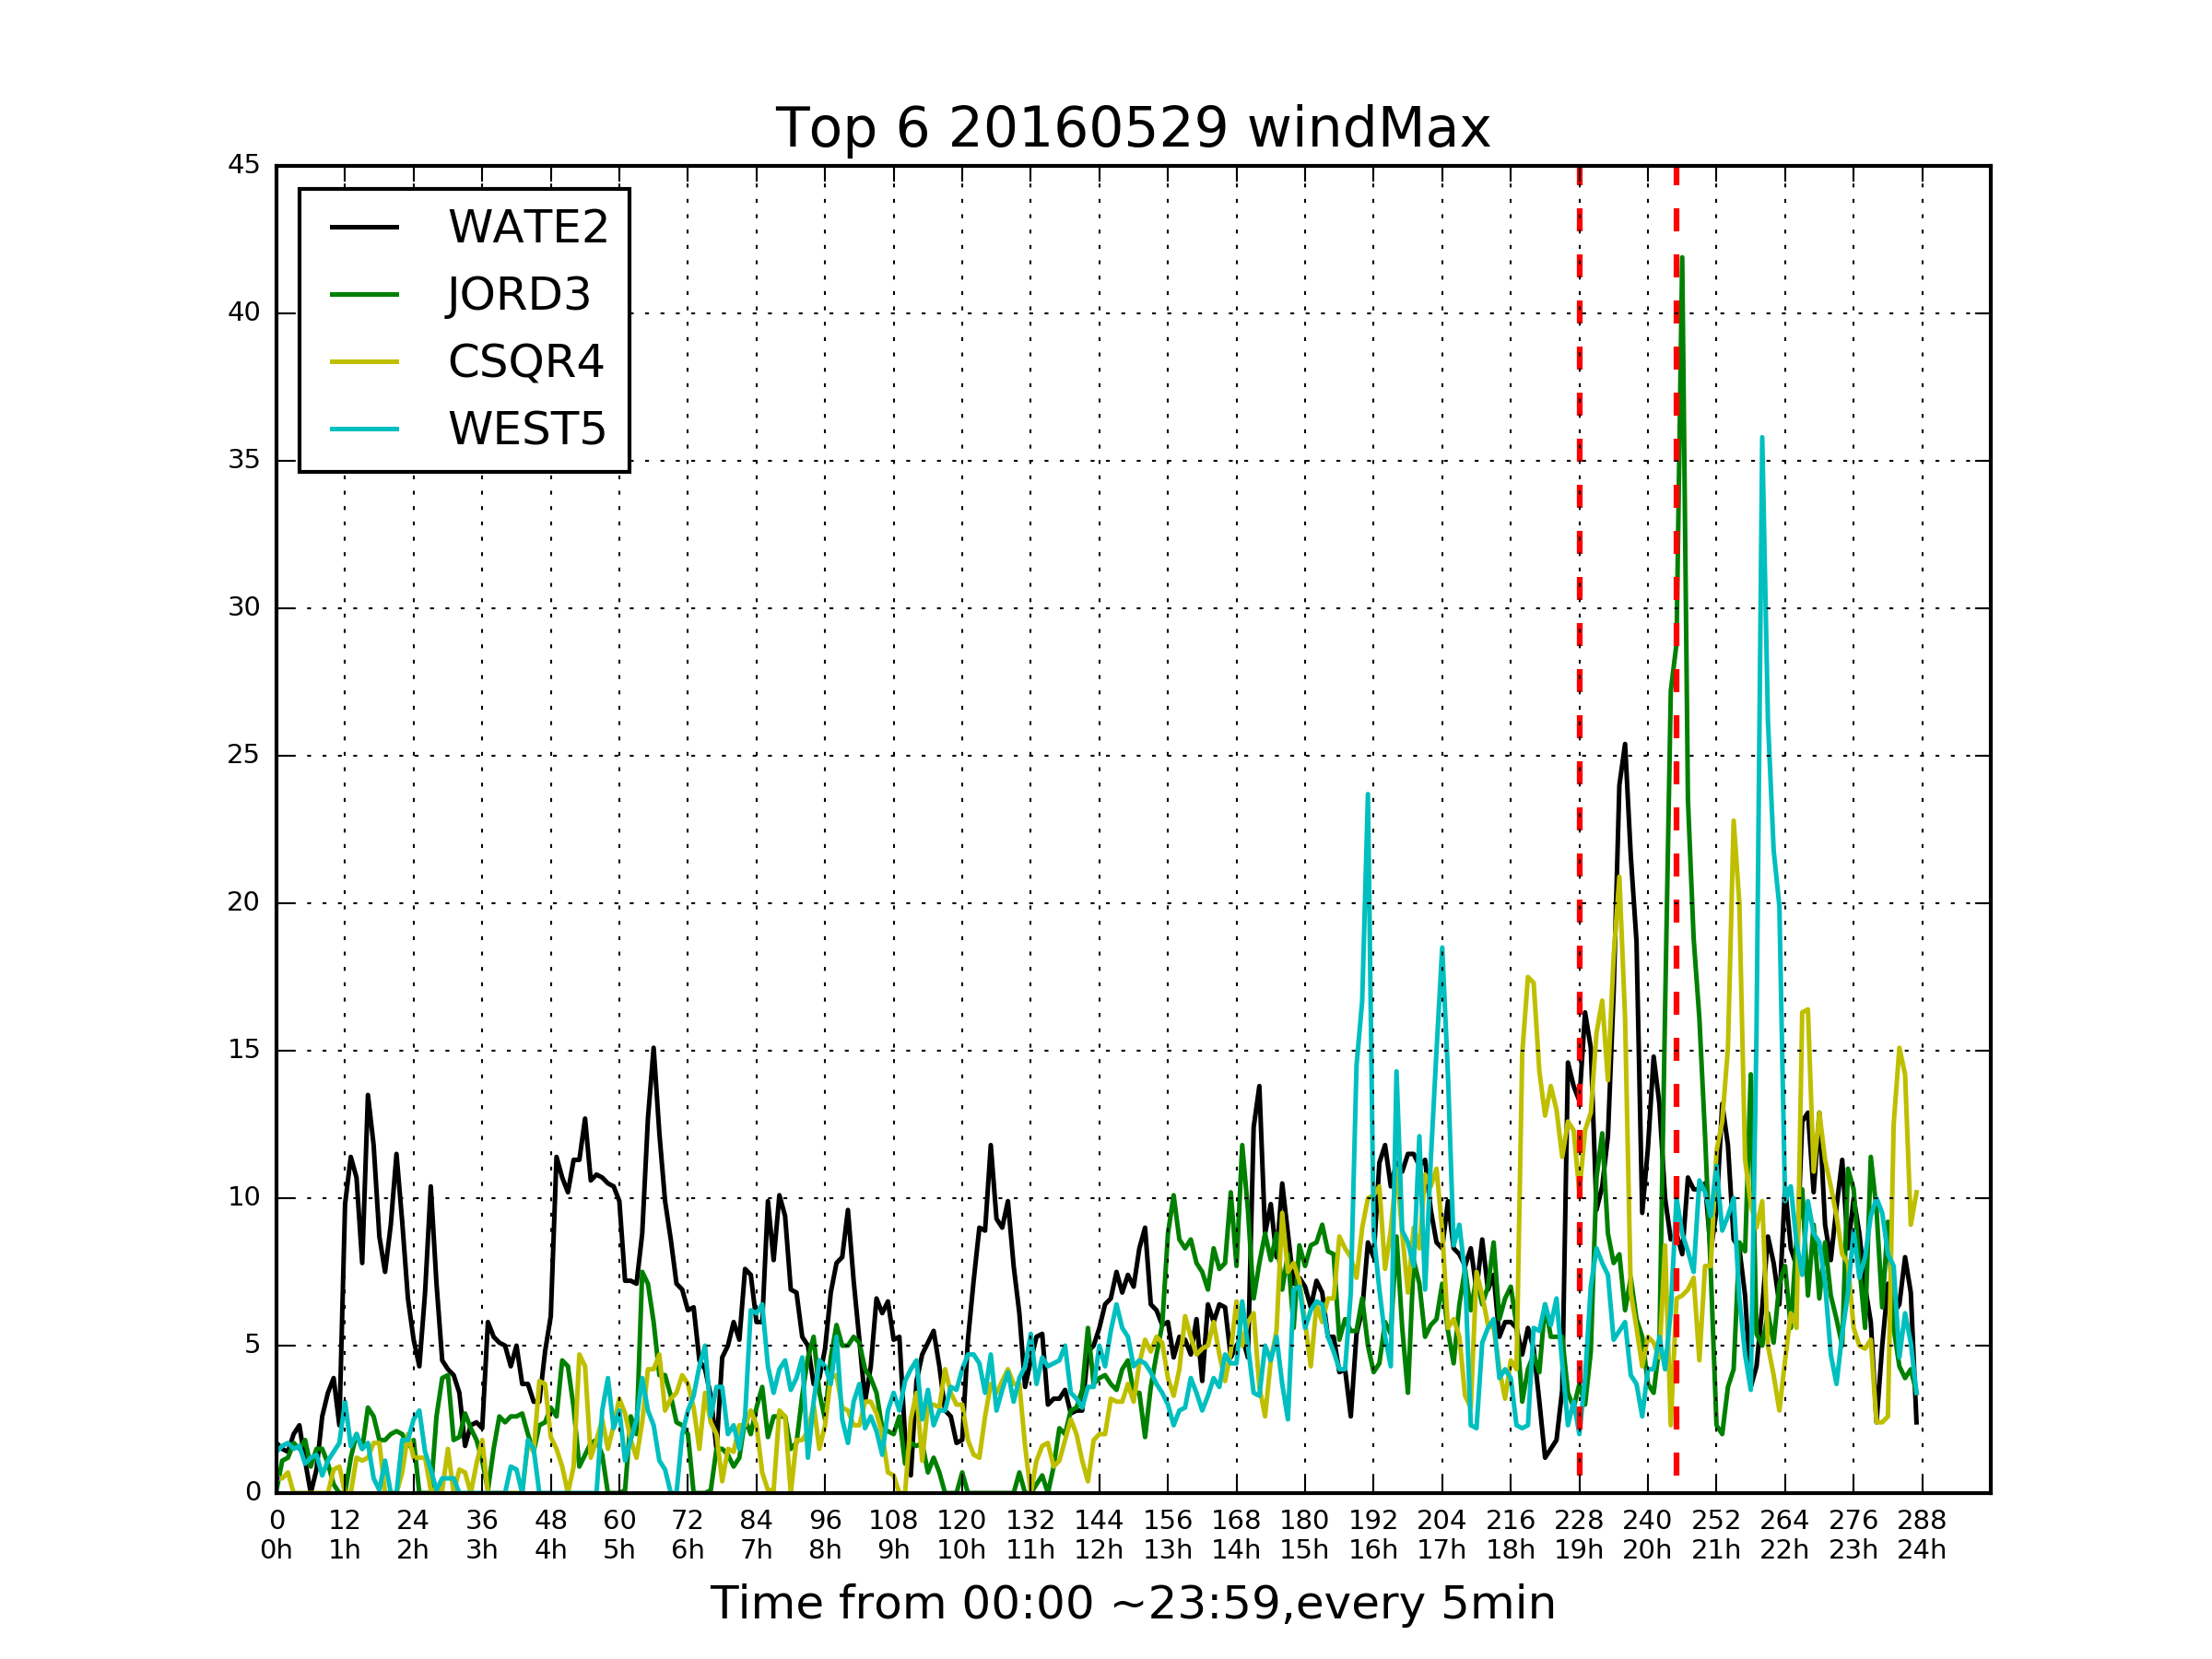 Top 6 20160529 windMax
45
40
35
30
25
20
15
10
5
0
WATE2
JORD3
CSQR4
WEST5
0 12 24 36 48 60 72 84 96 108 120 132 144 156 168 180 192 204 216 228 240 252 264 276 288
0h 1h 2h 3h 4h 5h 6h 7h 8h 9h 10h 11h 12h 13h 14h 15h 16h 17h 18h 19h 20h 21h 22h 23h 24h
Time from 00:00 ~23:59,every 5min